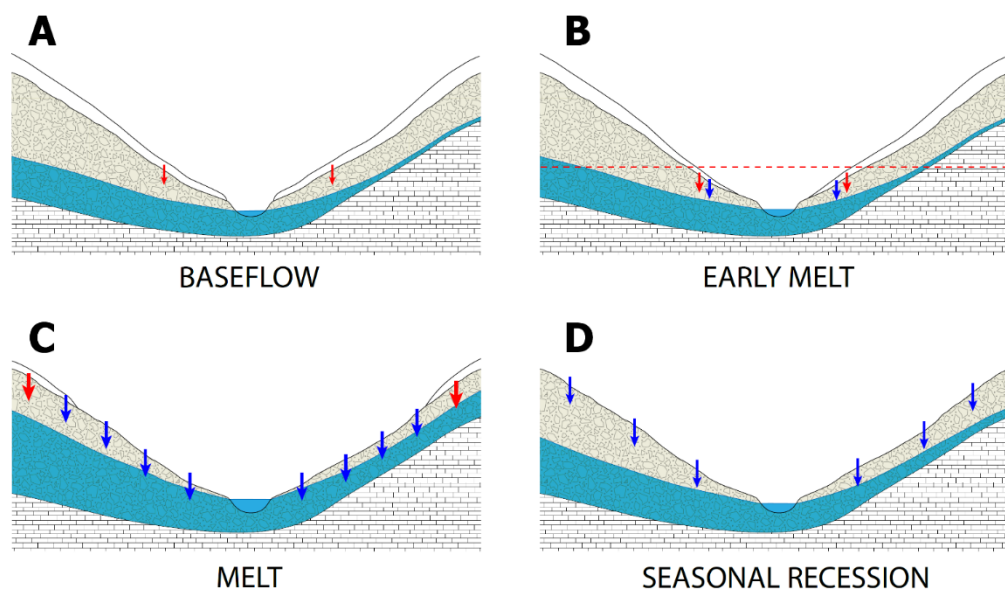 A
BASEFLOW
B
EARLY MELT
C
MELT
D
SEASONAL RECESSION